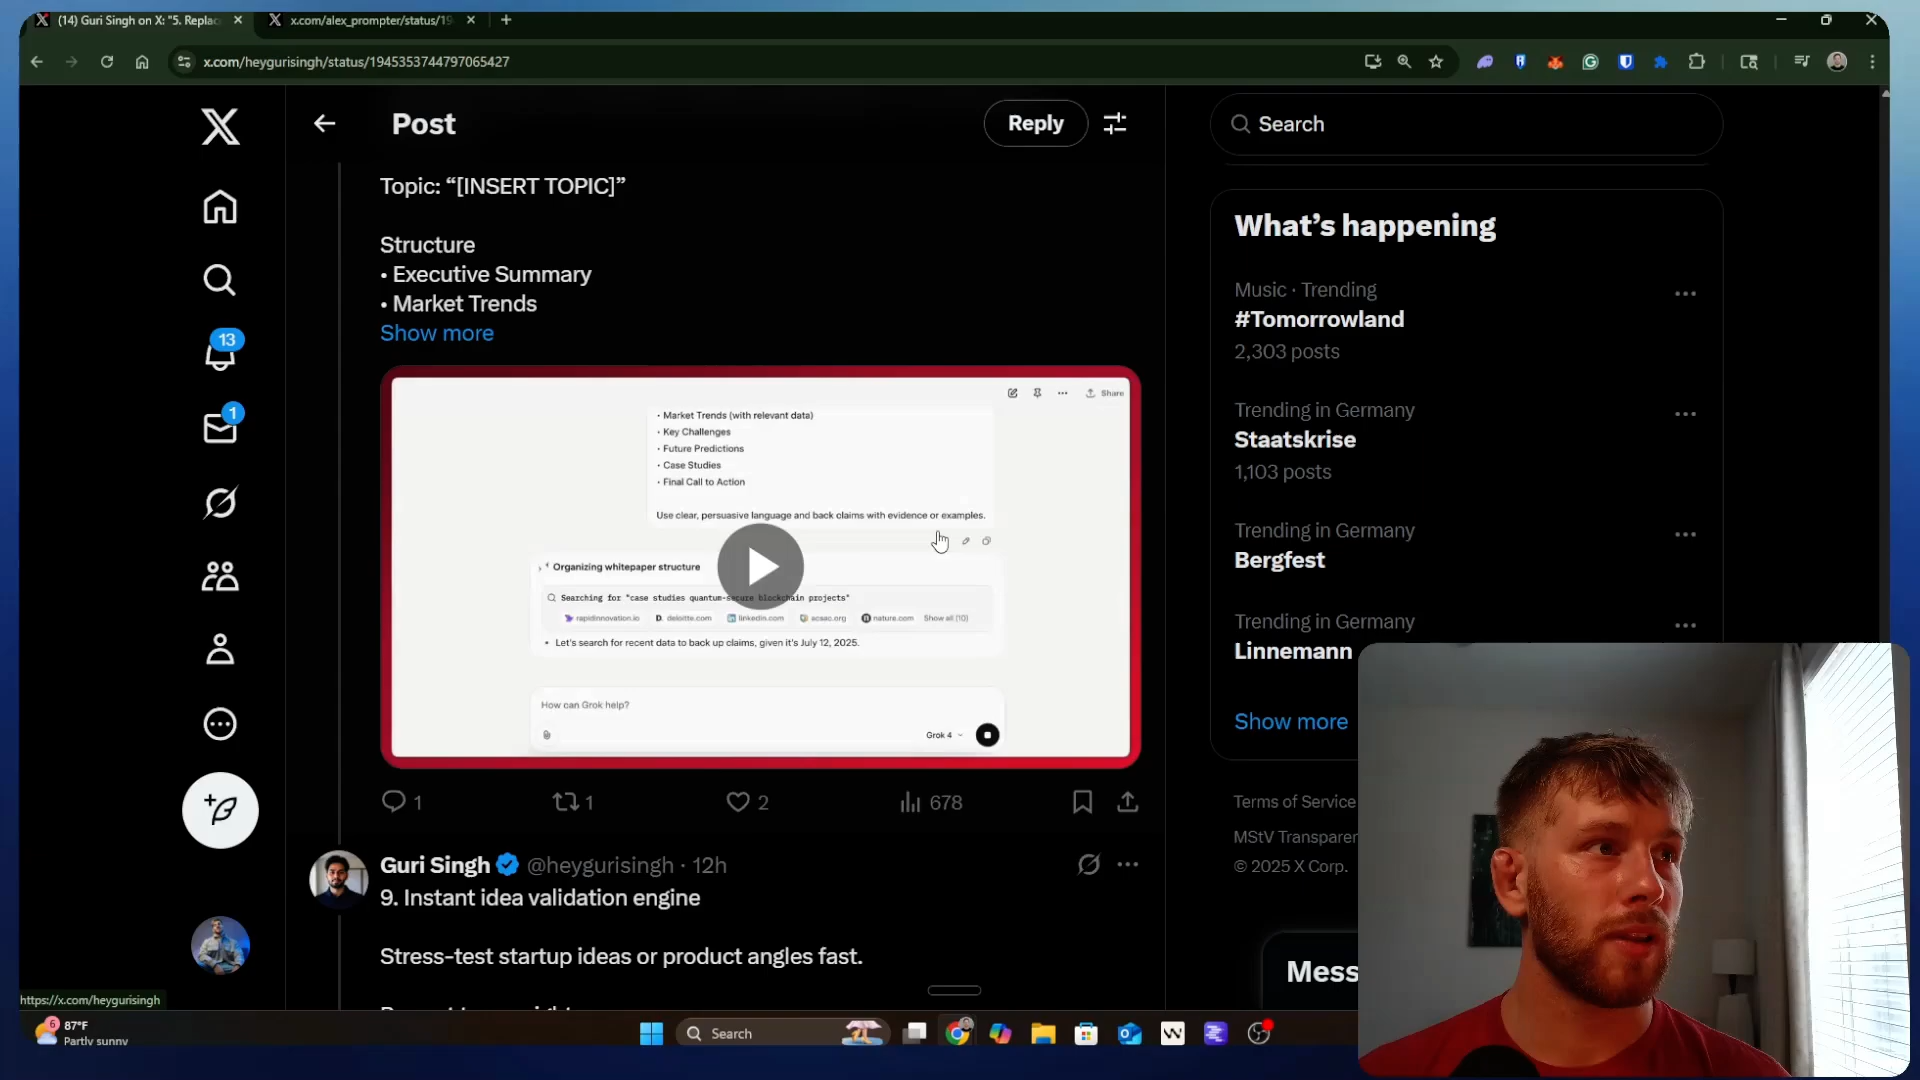 (14) Guri Singh on X: "5. Replac
x.com/alex_prompter/status/19
x.com/heygurisingh/status/1945353744797065427
Post
Reply
Search
Topic: “[INSERT TOPIC]”
Structure
• Executive Summary
• Market Trends
Show more
Share
• Market Trends (with relevant data)
• Key Challenges
• Future Predictions
• Case Studies
• Final Call to Action
Use clear, persuasive language and back claims with evidence or examples.
Organizing whitepaper structure
Searching for "case studies quantum-secure blockchain projects"
rapidinnovation.io
deloitte.com
linkedin.com
acsac.org
nature.com
Show all (10)
• Let's search for recent data to back up claims, given it's July 12, 2025.
How can Grok help?
Grok 4
1
1
2
678
Guri Singh @heygurisingh · 12h
9. Instant idea validation engine
Stress-test startup ideas or product angles fast.
13
1
What’s happening
Music · Trending
#Tomorrowland
2,303 posts
Trending in Germany
Staatskrise
1,103 posts
Trending in Germany
Bergfest
Trending in Germany
Linnemann
Show more
Terms of Service
MStV Transparen
© 2025 X Corp.
Mess
https://x.com/heygurisingh
6
87°F
Partly sunny
Search